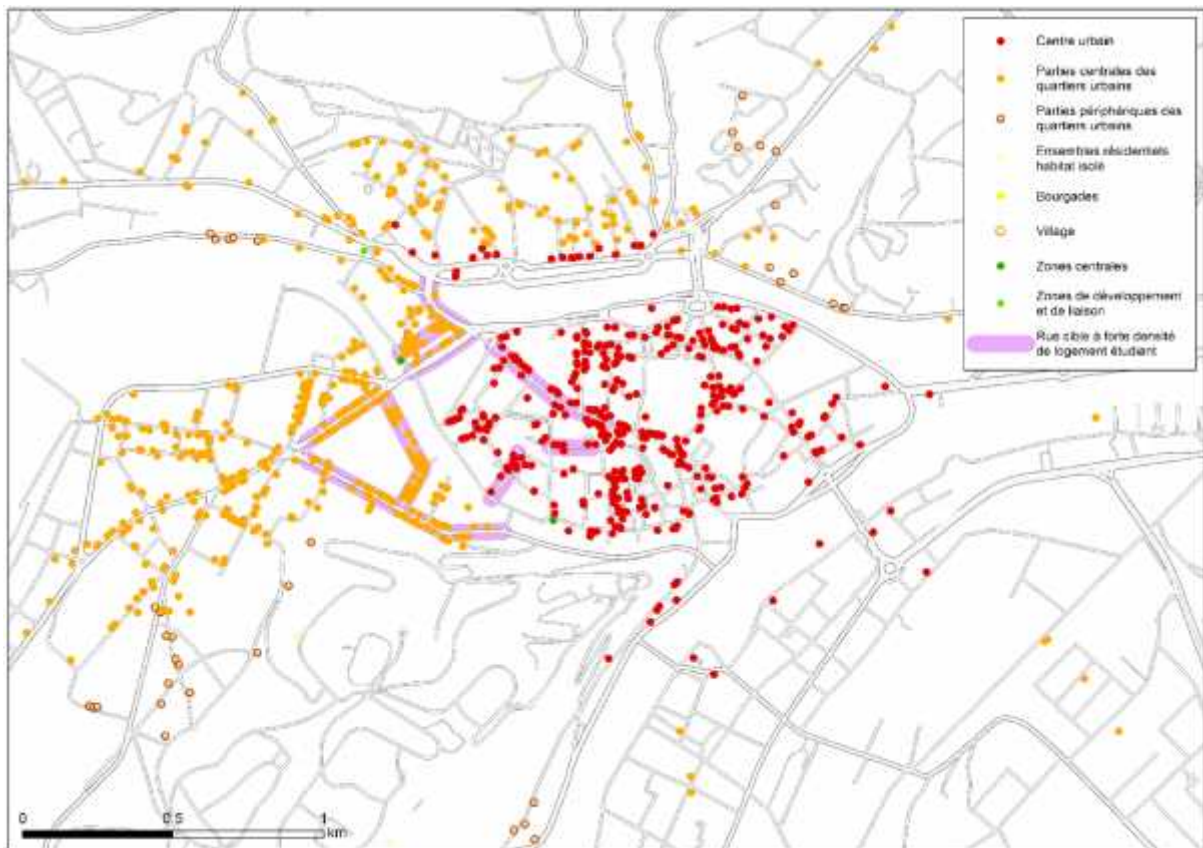 Centre urbain
Parties centrales des
quartiers urbains
Parties périphériques des
quartiers urbains
Ensembles résidentiels
habitat isolé
Bourgades
Village
Zones centrales
Zones de développement
et de liaison
Rue cible à forte densité
de logement étudiant
0 0.5 1
km